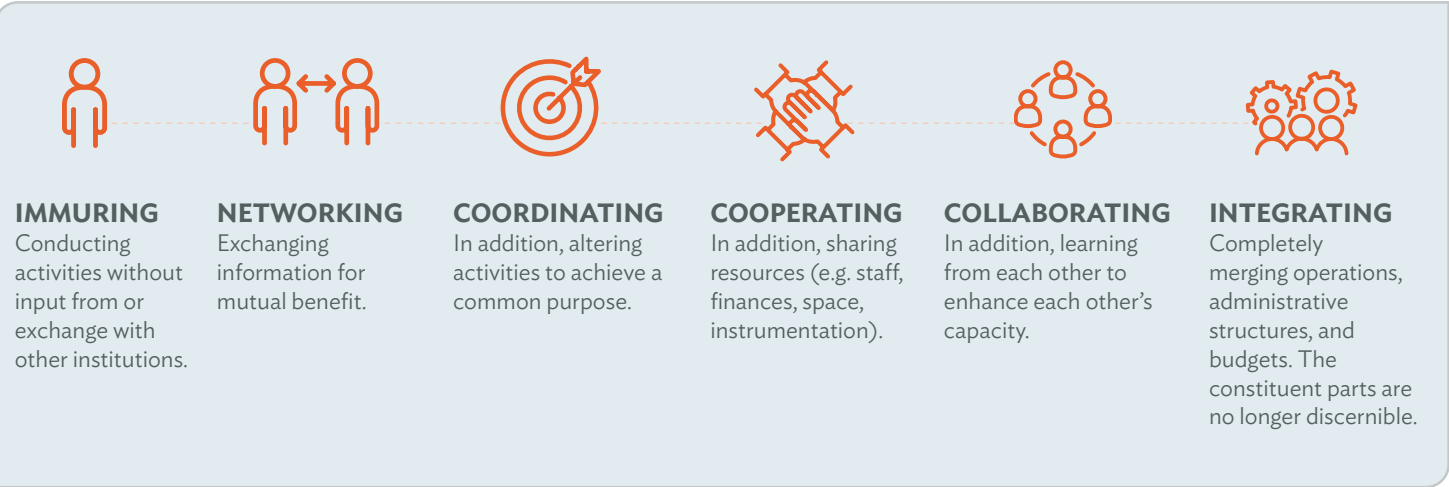 IMMURING
Conducting
activities without
input from or
exchange with
other institutions.
NETWORKING
Exchanging
information for
mutual benefit.
COORDINATING
In addition, altering
activities to achieve a
common purpose.
COOPERATING
In addition, sharing
resources (e.g. staff,
finances, space,
instrumentation).
COLLABORATING
In addition, learning
from each other to
enhance each other’s
capacity.
INTEGRATING
Completely
merging operations,
administrative
structures, and
budgets. The
constituent parts are
no longer discernible.